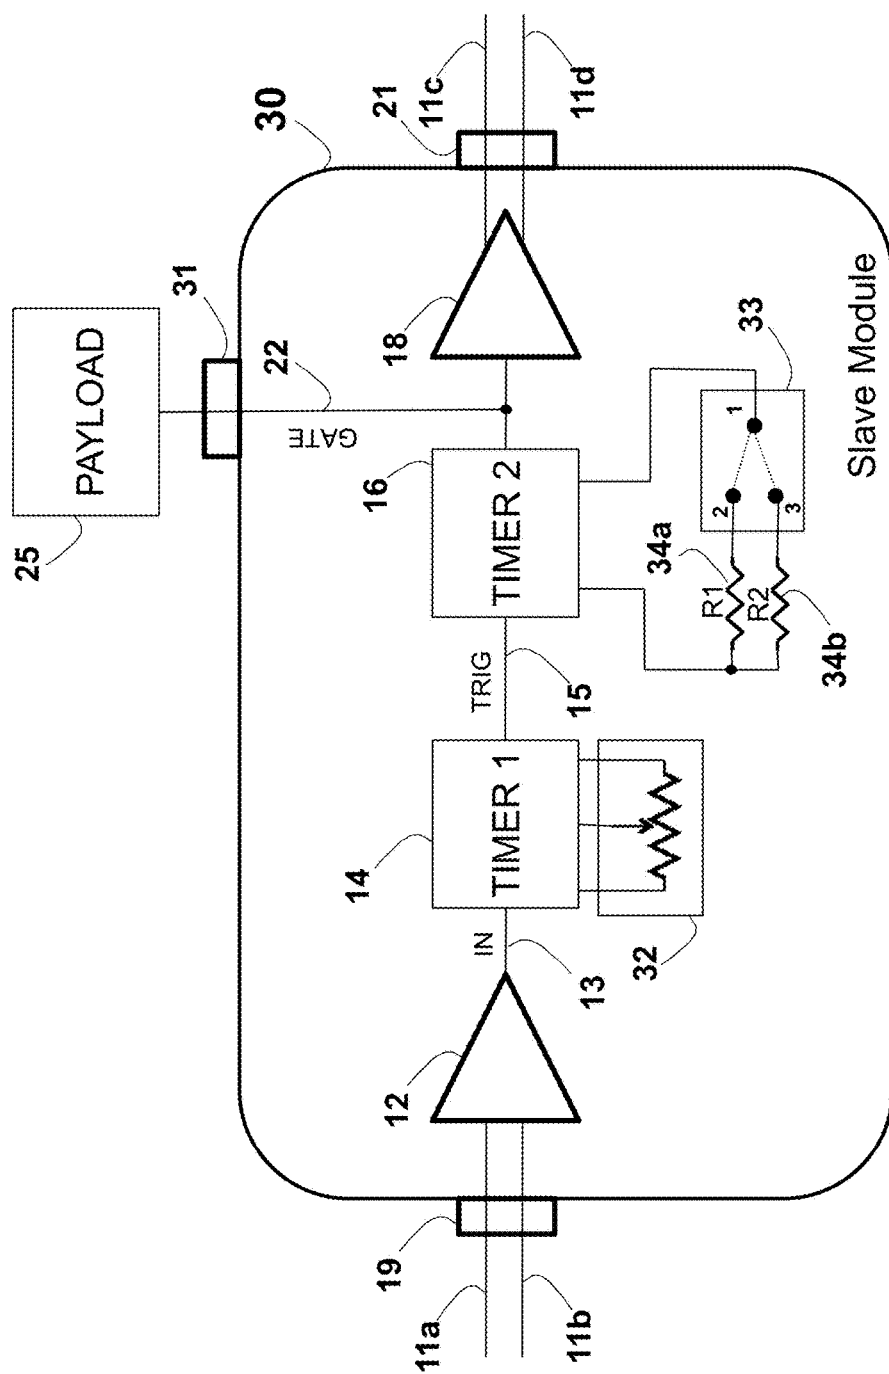 PAYLOAD
25
31
30
22
GATE
21
11c
11d
16
18
TIMER 2
TRIG
15
14
TIMER 1
IN
13
12
19
11a
11b
32
R1
34a
R2
34b
2
1
3
33
Slave Module